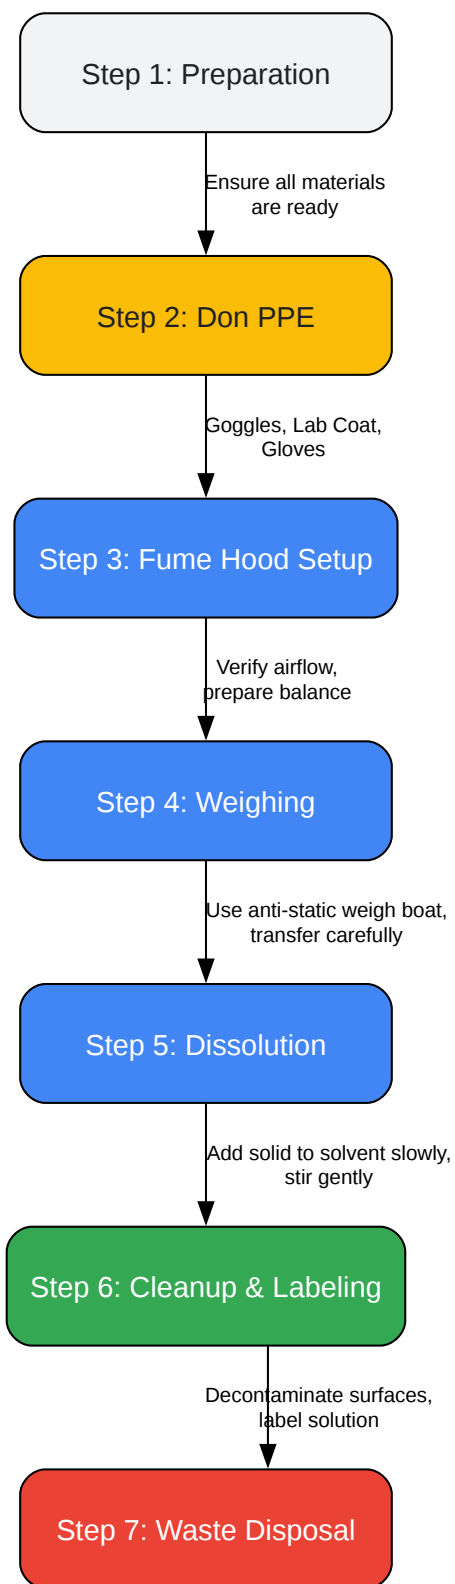 Step 1: Preparation
Ensure all materials
are ready
Step 2: Don PPE
Goggles, Lab Coat,
Gloves
Step 3: Fume Hood Setup
Verify airflow,
prepare balance
Step 4: Weighing
Use anti-static weigh boat,
transfer carefully
Step 5: Dissolution
Add solid to solvent slowly,
stir gently
Step 6: Cleanup & Labeling
Decontaminate surfaces,
label solution
Step 7: Waste Disposal